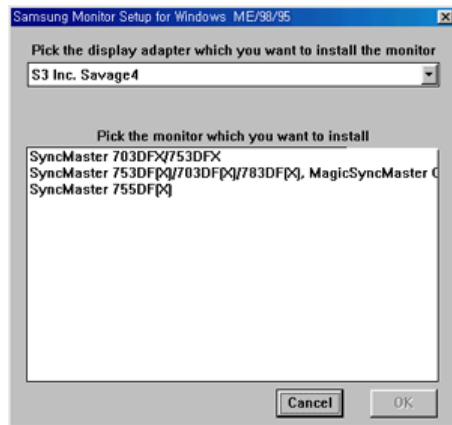 Samsung Monitor Setup for Windows  ME/98/95
Pick the display adapter which you want to install the monitor
S3 Inc. Savage4
Pick the monitor which you want to install
SyncMaster 703DFX/753DFX
SyncMaster 753DF[X]/703DF[X]/783DF[X], MagicSyncMaster
SyncMaster 755DF[X]
Cancel
OK